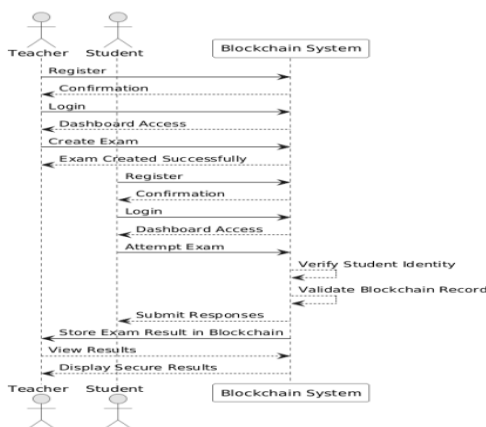 Teacher Student Blockchain System
Register
Confirmation
Login
Dashboard Access
Create Exam
Exam Created Successfully
Register
Confirmation
Login
Dashboard Access
Attempt Exam
Verify Student Identity
Validate Blockchain Record
Submit Responses
Store Exam Result in Blockchain
View Results
Display Secure Results
Teacher Student Blockchain System